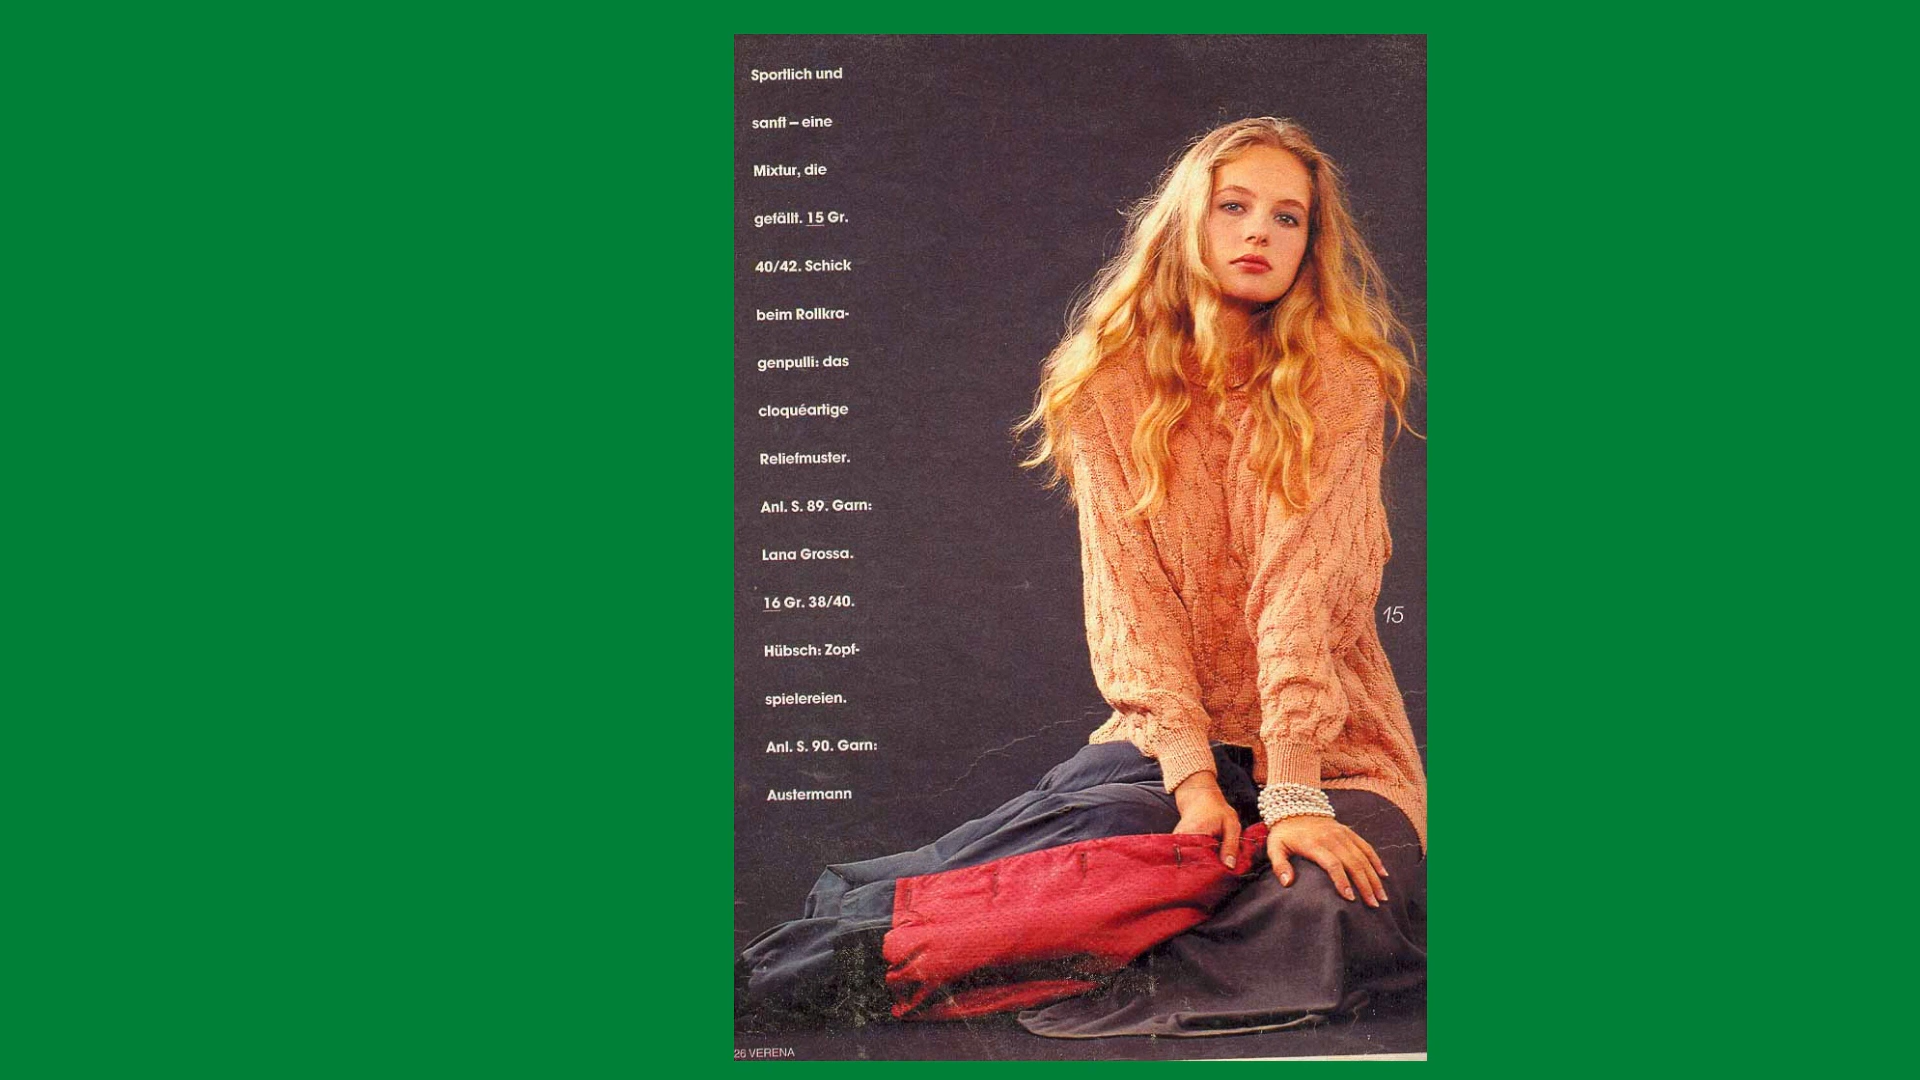 Sportlich und
sanft – eine
Mixtur, die
gefällt. 15 Gr.
40/42. Schick
beim Rollkra-
genpulli: das
cloquéartige
Reliefmuster.
Anl. S. 89. Garn:
Lana Grossa.
16 Gr. 38/40.
Hübsch: Zopf-
spielereien.
Anl. S. 90. Garn:
Austermann
15
26 VERENA